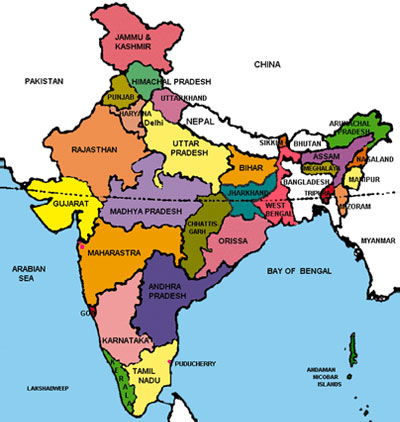 JAMMU &
KASHMIR
PAKISTAN
CHINA
HIMACHAL PRADESH
PUNJAB
UTTARKHAND
HARYANA
Delhi
NEPAL
ARUNACHAL
PRADESH
SIKKIM
BHUTAN
RAJASTHAN
UTTAR
PRADESH
ASSAM
NAGALAND
BIHAR
MEGHALAYA
MANIPUR
BANGLADESH
JHARKHAND
TRIPURA
GUJARAT
MADHYA PRADESH
WEST
BENGAL
MIZORAM
CHHATTIS
GARH
ORISSA
MYANMAR
MAHARASTRA
ARABIAN
SEA
BAY OF BENGAL
ANDHRA
PRADESH
GOA
KARNATAKA
PUDUCHERRY
TAMIL
NADU
KERALA
ANDAMAN
NICOBAR
ISLANDS
LAKSHADWEEP